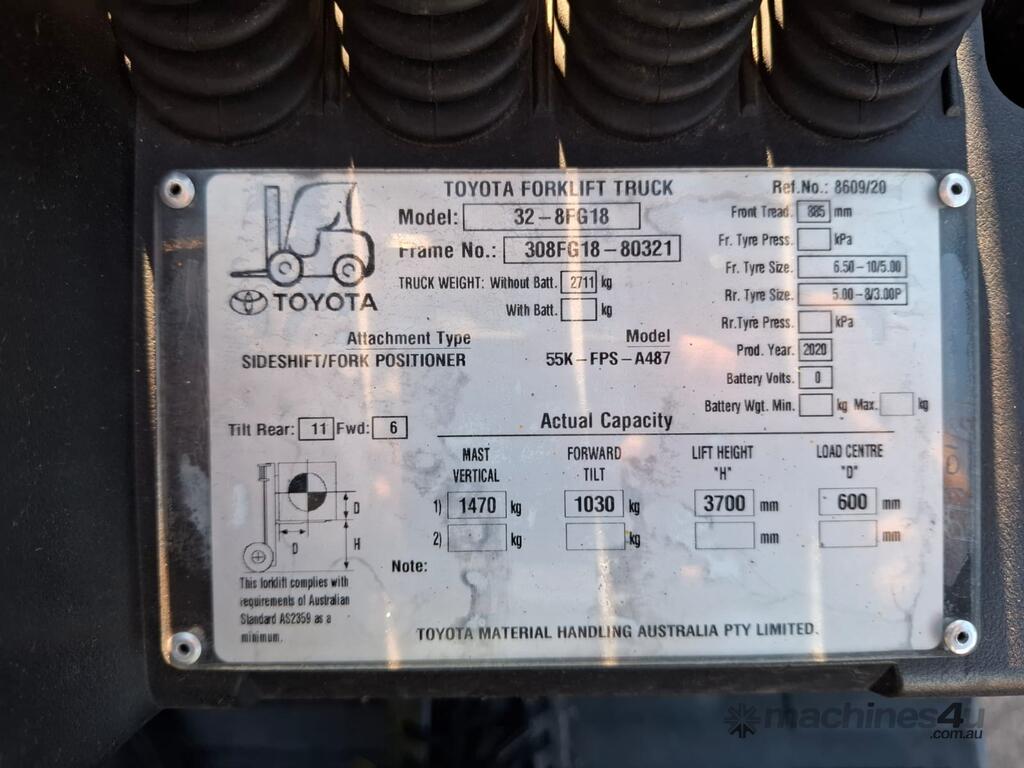 TOYOTA FORKLIFT TRUCK
Ref.No.: 8609/20
Model: 32-8FG18
Front Tread. 885 mm
Frame No.: 308FG18-80321
Fr. Tyre Press. kPa
TRUCK WEIGHT: Without Batt. 2711 kg
Fr. Tyre Size. 6.50-10/5.00
With Batt. kg
Rr. Tyre Size. 5.00-8/3.00P
TOYOTA
Rr.Tyre Press. kPa
Attachment Type Model
Prod. Year. 2020
SIDESHIFT/FORK POSITIONER 55K-FPS-A487
Battery Volts. 0
Battery Wgt. Min. kg Max. kg
Tilt Rear: 11 Fwd: 6
Actual Capacity
MAST VERTICAL
FORWARD TILT
LIFT HEIGHT "H"
LOAD CENTRE "D"
1) 1470 kg 1030 kg 3700 mm 600 mm
2) kg kg mm mm
D
D H
Note:
This forklift complies with
requirements of Australian
Standard AS2359 as a
minimum.
TOYOTA MATERIAL HANDLING AUSTRALIA PTY LIMITED.
machines4u
.com.au